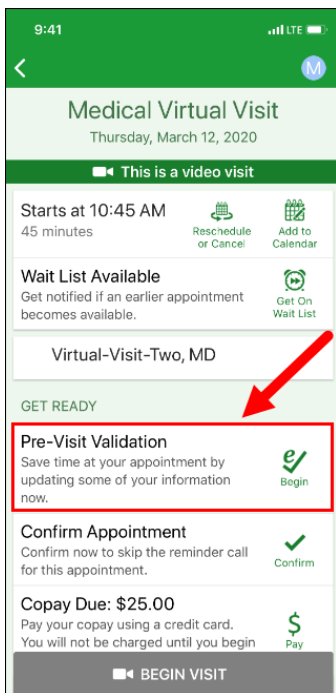 9:41
LTE
M
Medical Virtual Visit
Thursday, March 12, 2020
This is a video visit
Starts at 10:45 AM
45 minutes
Reschedule
or Cancel
Add to
Calendar
Wait List Available
Get notified if an earlier appointment
becomes available.
Get On
Wait List
Virtual-Visit-Two, MD
GET READY
Pre-Visit Validation
Save time at your appointment by
updating some of your information
now.
Begin
Confirm Appointment
Confirm now to skip the reminder call
for this appointment.
Confirm
Copay Due: $25.00
Pay your copay using a credit card.
You will not be charged until you begin
Pay
BEGIN VISIT